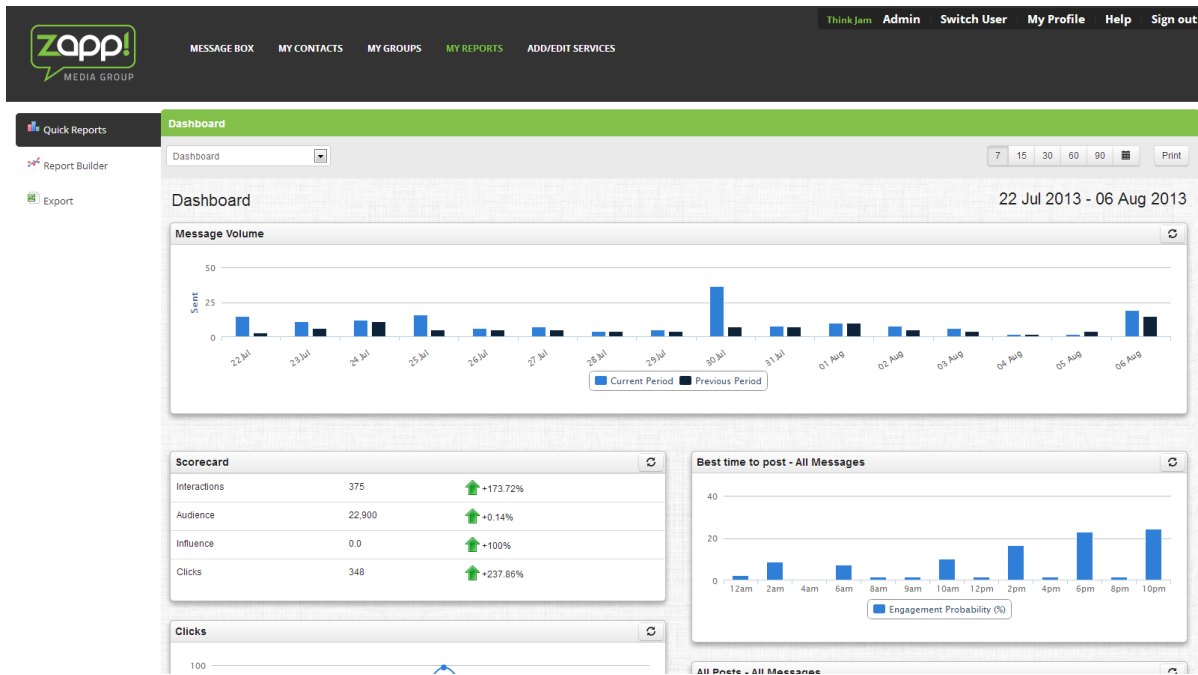 Think Jam Admin Switch User My Profile Help Sign out
zapp!
MEDIA GROUP
MESSAGE BOX MY CONTACTS MY GROUPS MY REPORTS ADD/EDIT SERVICES
Quick Reports
Report Builder
Export
Dashboard
Dashboard 7 15 30 60 90 Print
Dashboard 22 Jul 2013 - 06 Aug 2013
Message Volume
50
25
0
Sent
22 Jul 23 Jul 24 Jul 25 Jul 26 Jul 27 Jul 28 Jul 29 Jul 30 Jul 31 Jul 01 Aug 02 Aug 03 Aug 04 Aug 05 Aug 06 Aug
Current Period Previous Period
Scorecard
Interactions 375 +173.72%
Audience 22,900 +0.14%
Influence 0.0 +100%
Clicks 348 +237.86%
Best time to post - All Messages
40
20
0
12am 2am 4am 6am 8am 9am 10am 12pm 2pm 4pm 6pm 8pm 10pm
Engagement Probability (%)
Clicks
100
All Posts - All Messages